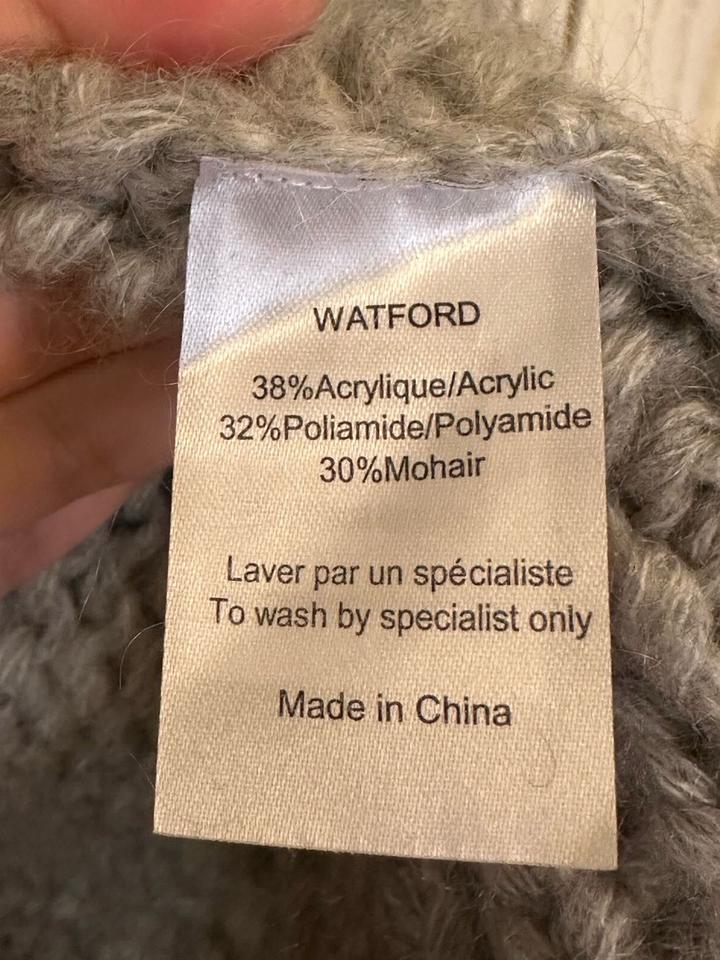 WATFORD
38%Acrylique/Acrylic
32%Poliamide/Polyamide
30%Mohair
Laver par un spécialiste
To wash by specialist only
Made in China